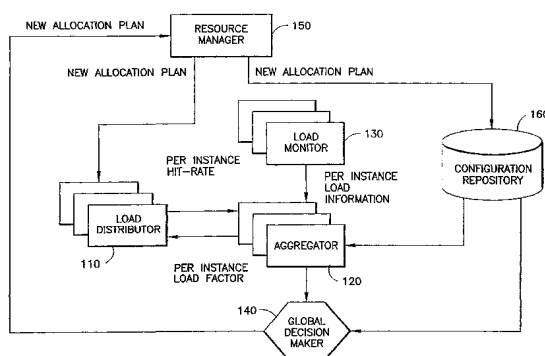 NEW ALLOCATION PLAN
RESOURCE
MANAGER
150
NEW ALLOCATION PLAN
NEW ALLOCATION PLAN
160
LOAD
MONITOR
130
CONFIGURATION
REPOSITORY
PER INSTANCE
HIT-RATE
PER INSTANCE
LOAD
INFORMATION
LOAD
DISTRIBUTOR
110
AGGREGATOR
120
PER INSTANCE
LOAD FACTOR
140
GLOBAL
DECISION
MAKER